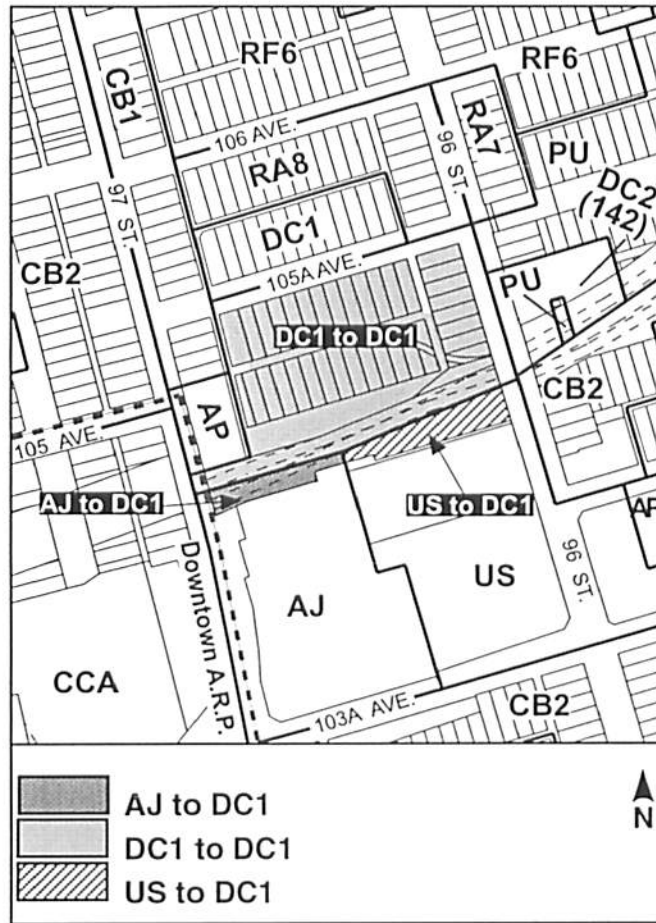 RF6
CB1
RF6
106 AVE.
RA7
RA8
96 ST.
PU
97 ST.
DC1
DC2
(142)
CB2
105A AVE.
PU
DC1 to DC1
CB2
AP
105 AVE.
AJ to DC1
US to DC1
AP
Downtown A.R.P.
96 ST.
AJ
US
CCA
103A AVE.
CB2
AJ to DC1
DC1 to DC1
US to DC1
N